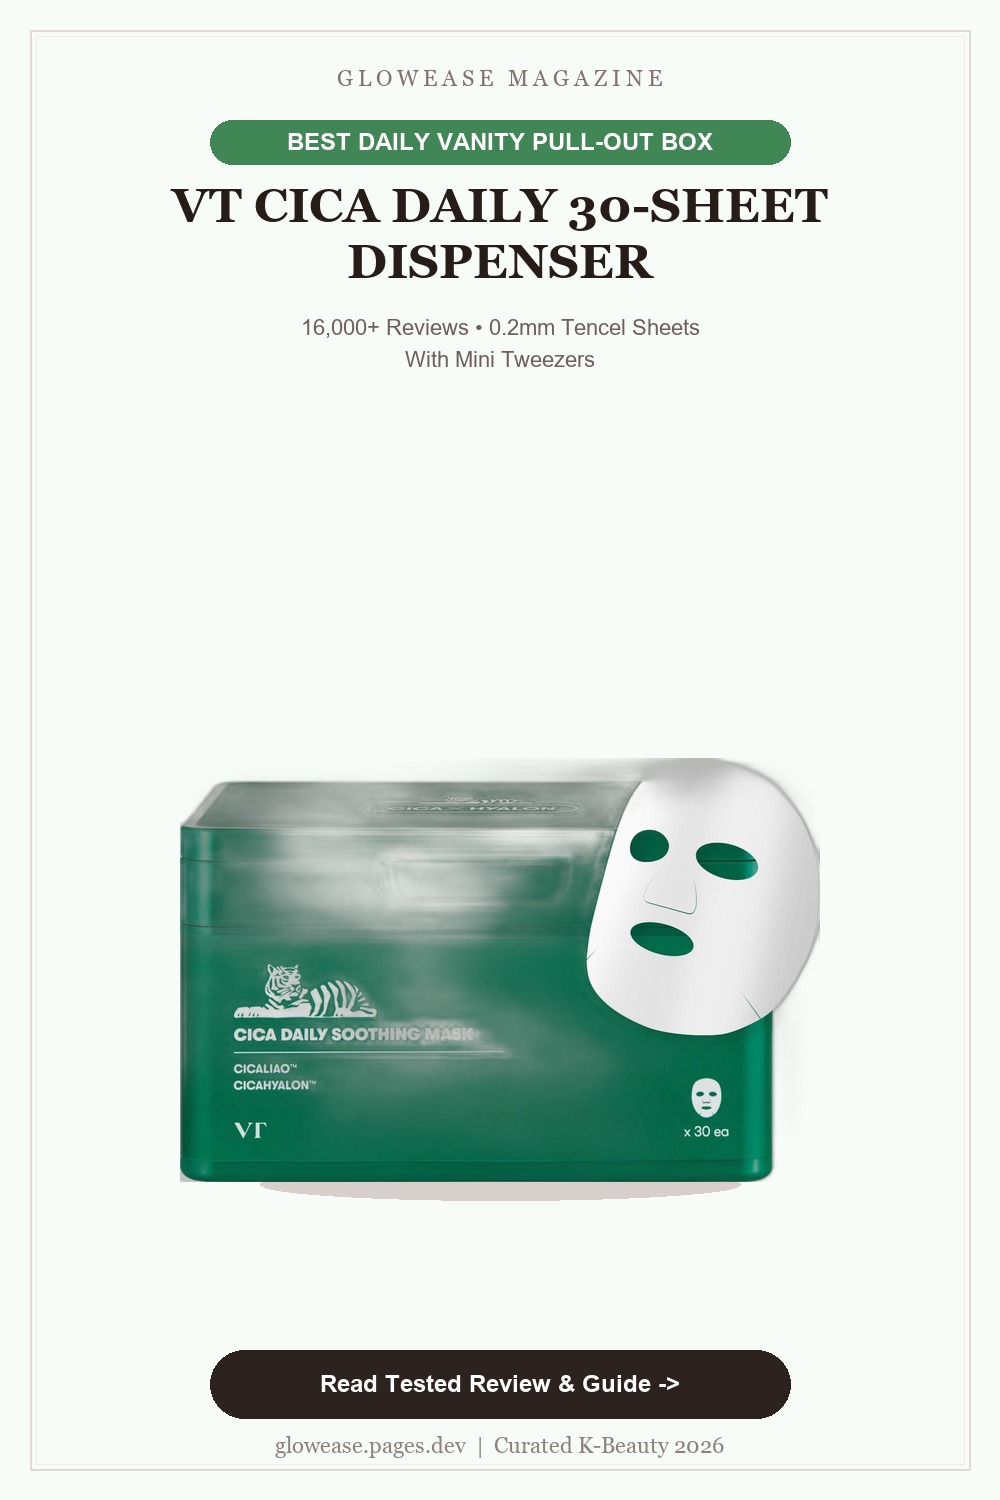 GLOWEASE MAGAZINE
BEST DAILY VANITY PULL-OUT BOX
VT CICA DAILY 30-SHEET
DISPENSER
16,000+ Reviews • 0.2mm Tencel Sheets
With Mini Tweezers
CICA HYALON
CICA DAILY SOOTHING MASK
CICALIAO™
CICAHYALON™
VT
x 30 ea
Read Tested Review & Guide ->
glowease.pages.dev | Curated K-Beauty 2026